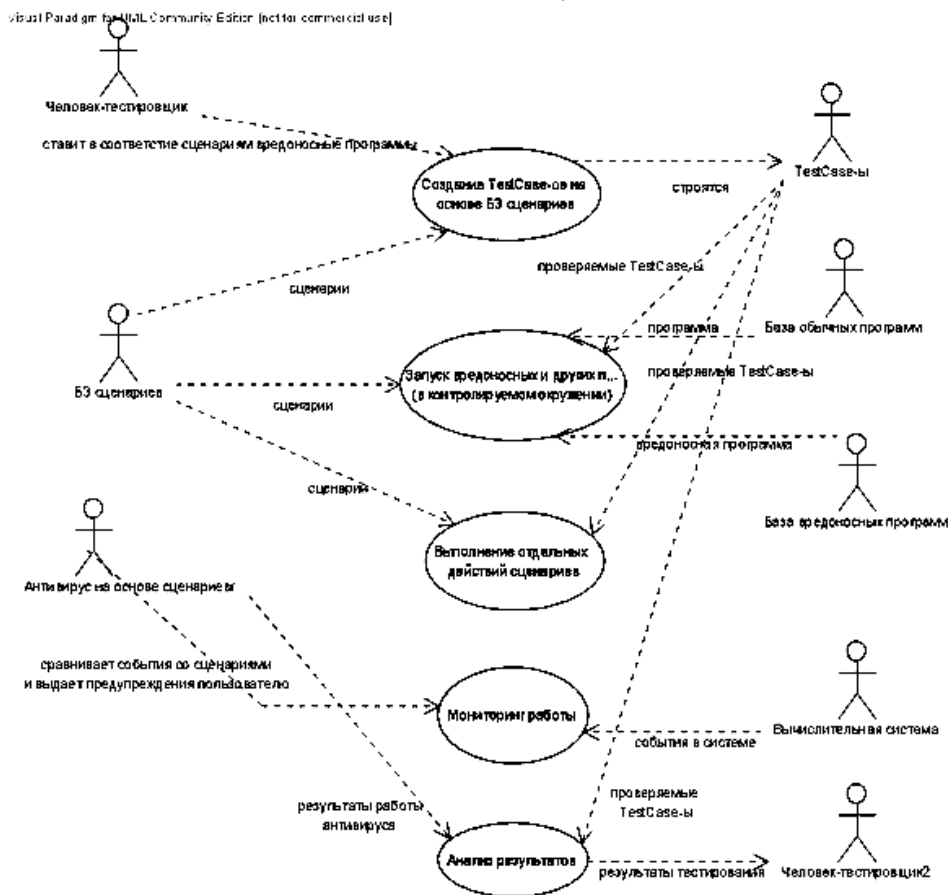 Visual Paradigm for UML Community Edition [not for commercial use]
Человек-тестировщик
ставит в соответстие сценариям вредоносные программы
Создание TestCase-ов на
основе БЗ сценариев
строятся
TestCase-ы
сценарии
проверяемые TestCase-ы
программа
База обычных программ
БЗ сценариев
сценарии
Запуск вредоносных и других п...
(в контролируемом окружении)
проверяемые TestCase-ы
вредоносная программа
База вредоносных программ
сценарий
Выполнение отдельных
действий сценариев
Антивирус на основе сценариев
сравнивает события со сценариями
и выдает предупреждения пользователю
Мониторинг работы
события в системе
Вычислительная система
результаты работы
антивируса
проверяемые
TestCase-ы
Анализ результатов
результаты тестирования
Человек-тестировщик2